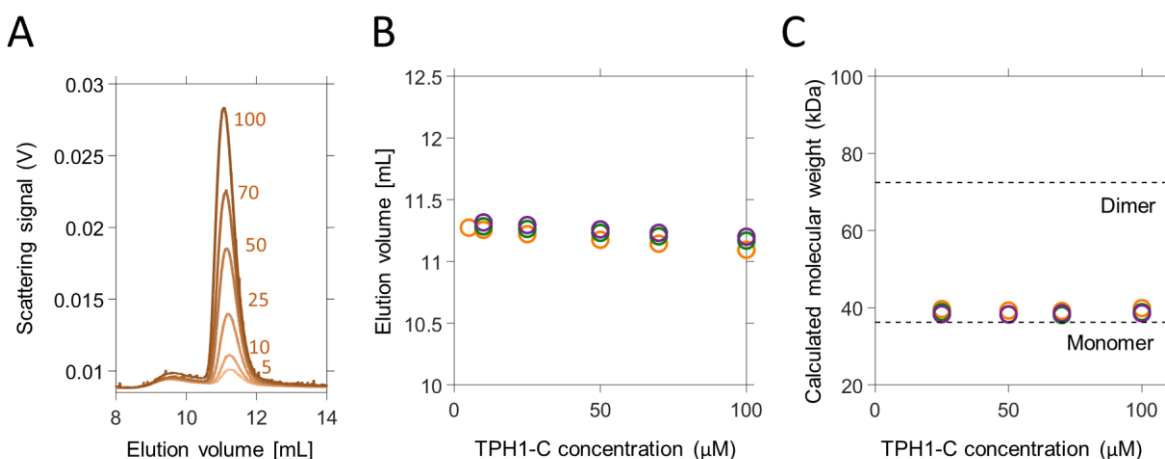 A
Scattering signal (V)
0.03
0.025
0.02
0.015
0.01
100
70
50
25
10
5
8
10
12
14
Elution volume [mL]
B
Elution volume [mL]
12.5
12
11.5
11
10.5
10
0
50
100
TPH1-C concentration (µM)
C
Calculated molecular weight (kDa)
100
80
60
40
20
Dimer
Monomer
0
50
100
TPH1-C concentration (µM)